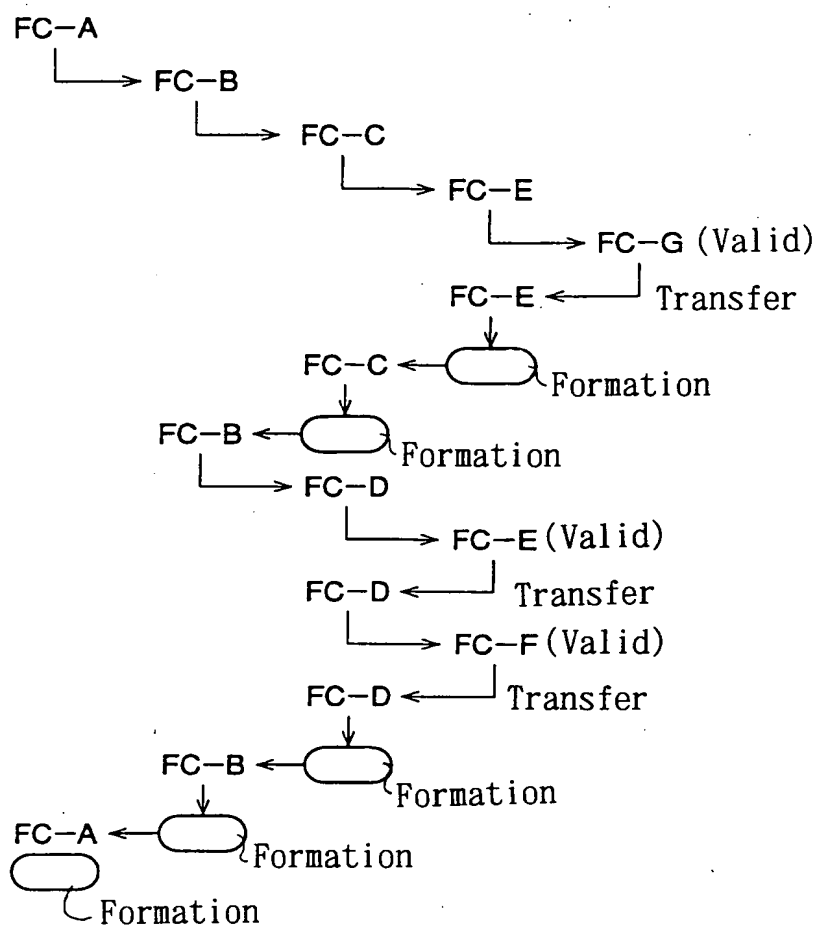 FC-A
FC-B
FC-C
FC-E
FC-G (Valid)
FC-E Transfer
FC-C Formation
FC-B Formation
FC-D
FC-E (Valid)
FC-D Transfer
FC-F (Valid)
FC-D Transfer
FC-B Formation
FC-A Formation
Formation